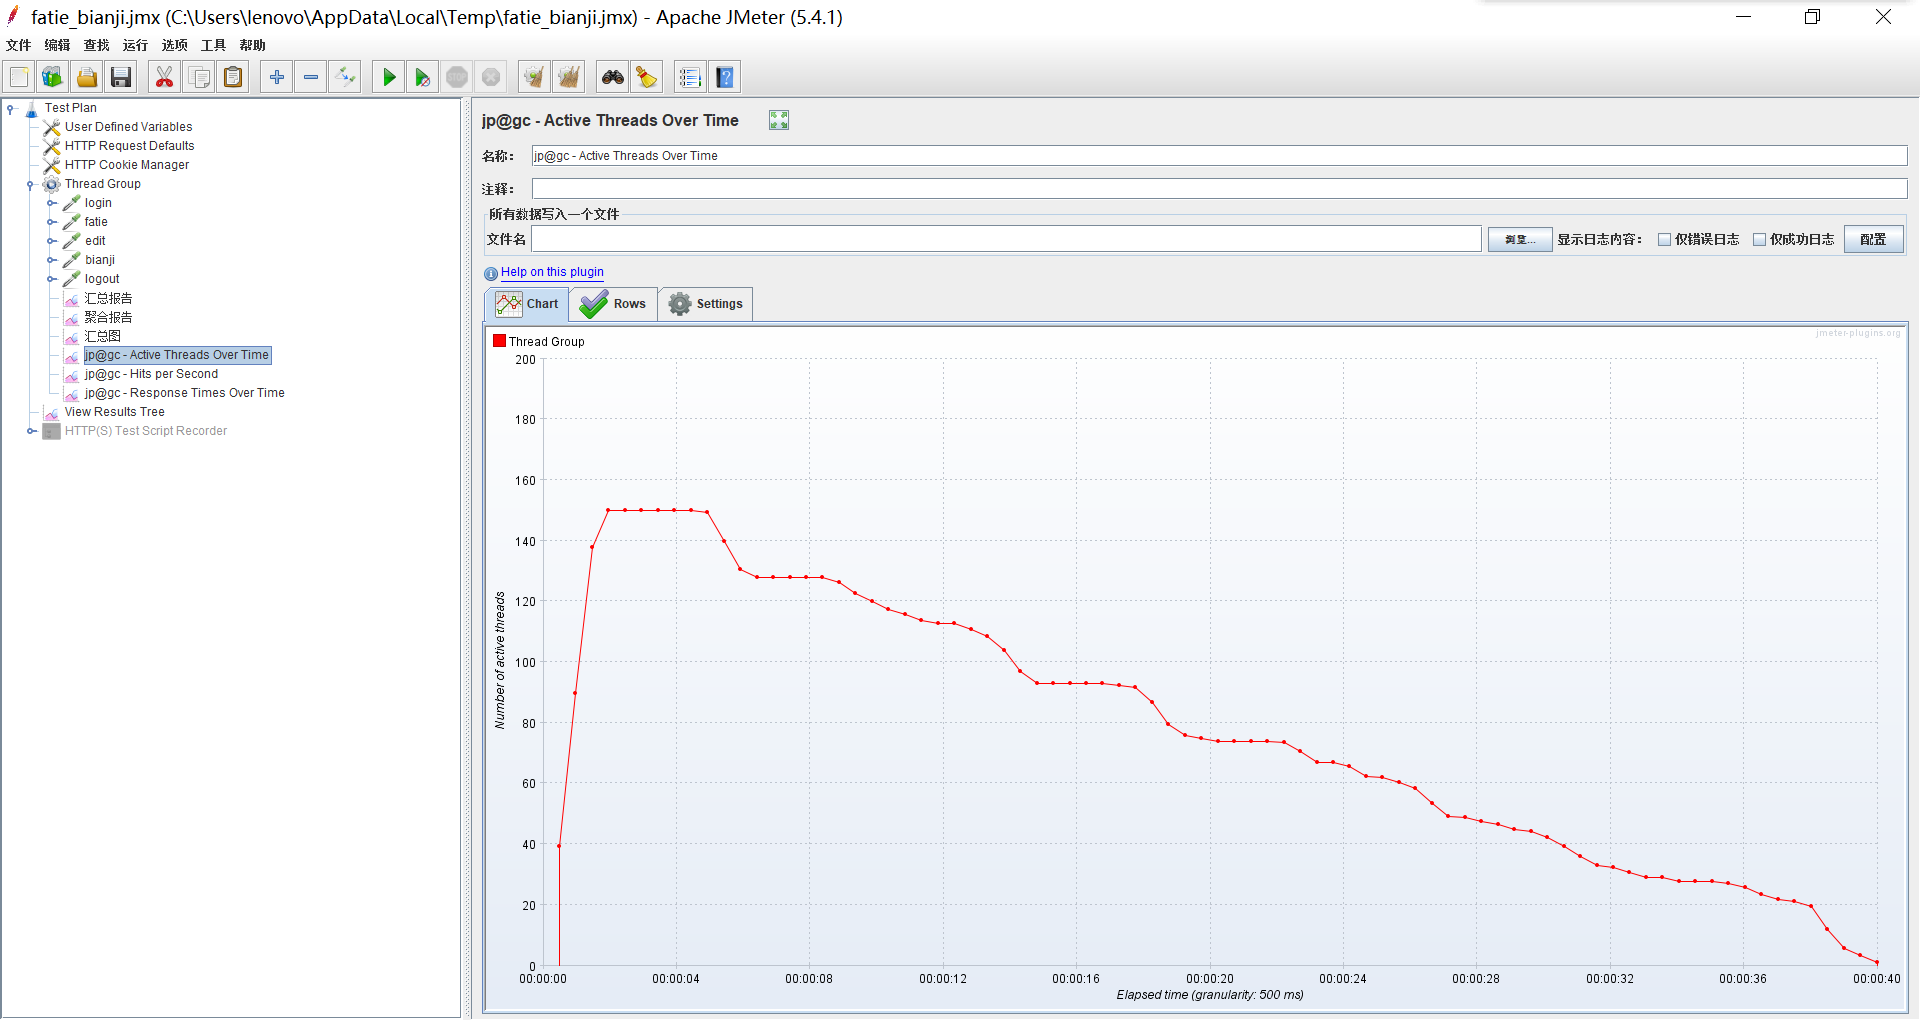 fatie_bianji.jmx (C:\Users\lenovo\AppData\Local\Temp\fatie_bianji.jmx) - Apache JMeter (5.4.1)
文件 编辑 查找 运行 选项 工具 帮助
STOP
Test Plan
User Defined Variables
HTTP Request Defaults
HTTP Cookie Manager
Thread Group
login
fatie
edit
bianji
logout
汇总报告
聚合报告
汇总图
jp@gc - Active Threads Over Time
jp@gc - Hits per Second
jp@gc - Response Times Over Time
View Results Tree
HTTP(S) Test Script Recorder
jp@gc - Active Threads Over Time
名称： jp@gc - Active Threads Over Time
注释：
所有数据写入一个文件
文件名 浏览... 显示日志内容： 仅错误日志 仅成功日志 配置
Help on this plugin
Chart Rows Settings
jmeter-plugins.org
Thread Group
200
180
160
140
120
100
80
60
40
20
0
Number of active threads
00:00:00 00:00:04 00:00:08 00:00:12 00:00:16 00:00:20 00:00:24 00:00:28 00:00:32 00:00:36 00:00:40
Elapsed time (granularity: 500 ms)